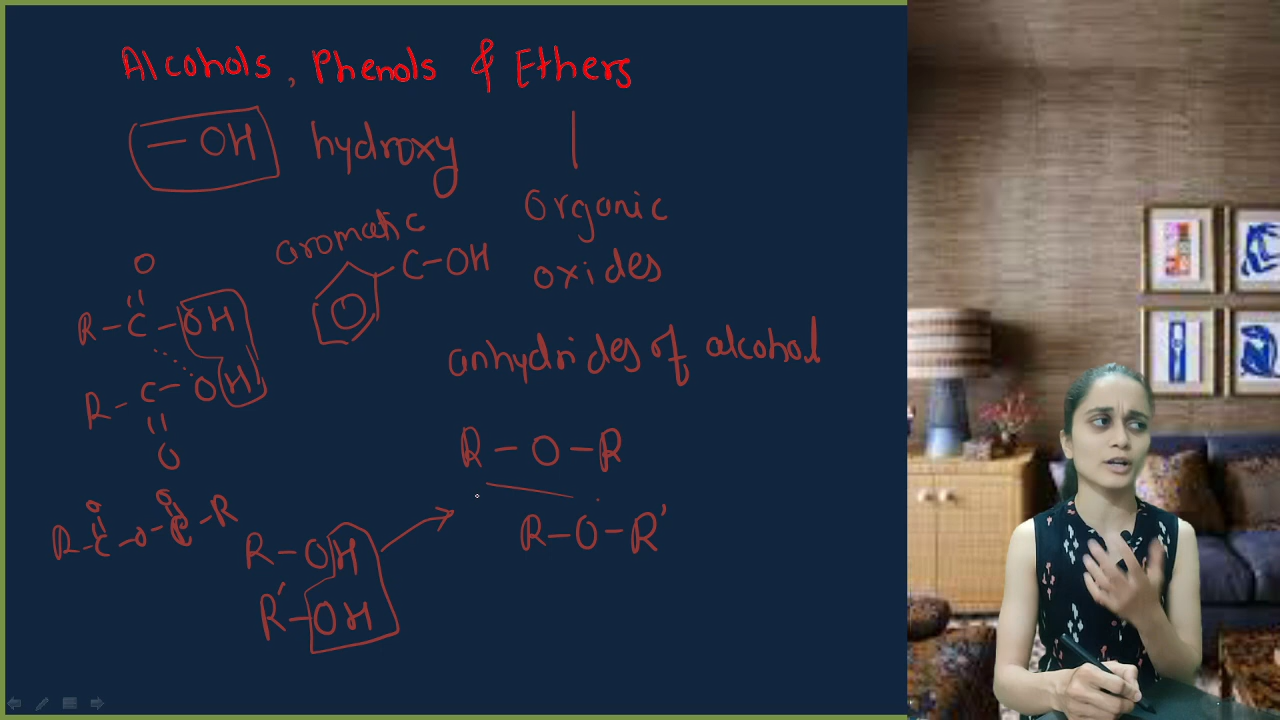 Alcohols, Phenols & Ethers
— OH hydroxy
Organic
oxides
aromatic
C-OH
O
R-C-OH
R-C-OH
O
anhydrides of alcohol
R-O-R
R-O-R'
O O
R-C-O-C-R
R-OH
R'-OH